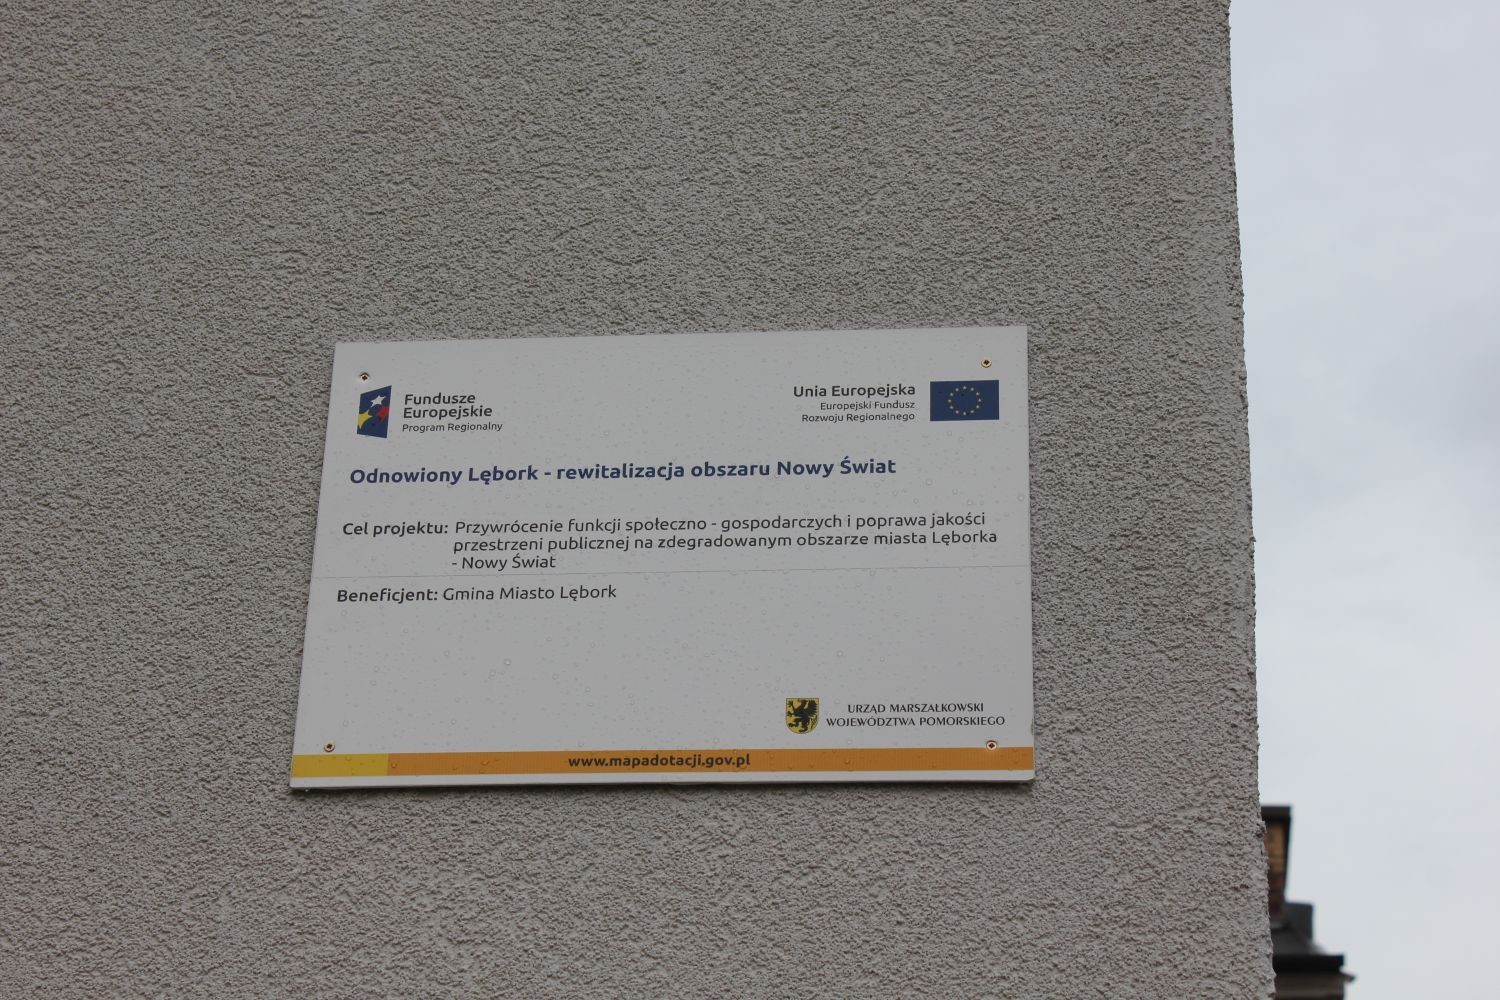 Fundusze
Europejskie
Program Regionalny
Unia Europejska
Europejski Fundusz
Rozwoju Regionalnego
Odnowiony Lębork - rewitalizacja obszaru Nowy Świat
Cel projektu: Przywrócenie funkcji społeczno - gospodarczych i poprawa jakości
przestrzeni publicznej na zdegradowanym obszarze miasta Lęborka
- Nowy Świat
Beneficjent: Gmina Miasto Lębork
URZĄD MARSZAŁKOWSKI
WOJEWÓDZTWA POMORSKIEGO
www.mapadotacji.gov.pl